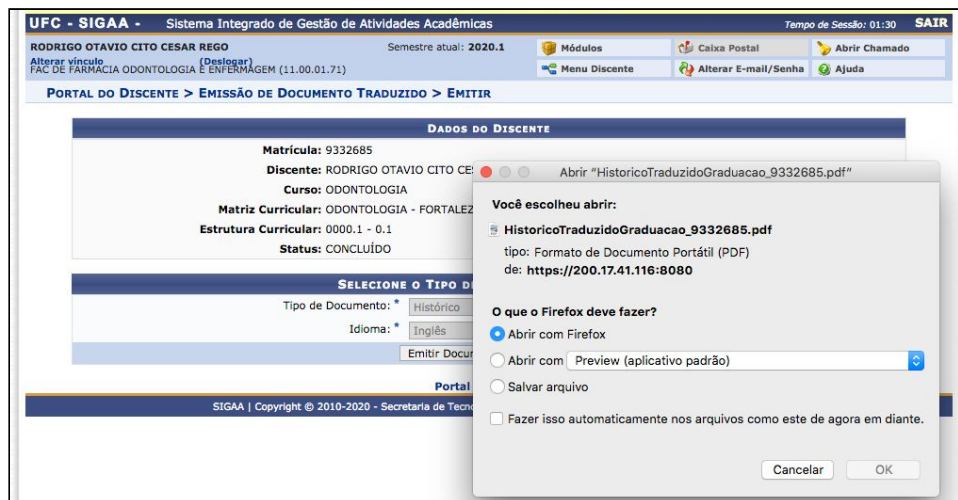 UFC - SIGAA - Sistema Integrado de Gestão de Atividades Acadêmicas Tempo de Sessão: 01:30 SAIR
RODRIGO OTAVIO CITO CESAR REGO Semestre atual: 2020.1 Módulos Caixa Postal Abrir Chamado
Alterar vínculo (Deslogar)
FAC DE FARMACIA ODONTOLOGIA E ENFERMAGEM (11.00.01.71) Menu Discente Alterar E-mail/Senha Ajuda
PORTAL DO DISCENTE > EMISSÃO DE DOCUMENTO TRADUZIDO > EMITIR
DADOS DO DISCENTE
Matrícula: 9332685
Discente: RODRIGO OTAVIO CITO CE
Curso: ODONTOLOGIA
Matriz Curricular: ODONTOLOGIA - FORTALEZ
Estrutura Curricular: 0000.1 - 0.1
Status: CONCLUÍDO
SELECIONE O TIPO D
Tipo de Documento: * Histórico
Idioma: * Inglês
Emitir Docu
Portal
SIGAA | Copyright © 2010-2020 - Secretaria de Tecno
Abrir "HistoricoTraduzidoGraduacao_9332685.pdf"
Você escolheu abrir:
HistoricoTraduzidoGraduacao_9332685.pdf
tipo: Formato de Documento Portátil (PDF)
de: https://200.17.41.116:8080
O que o Firefox deve fazer?
Abrir com Firefox
Abrir com Preview (aplicativo padrão)
Salvar arquivo
Fazer isso automaticamente nos arquivos como este de agora em diante.
Cancelar OK